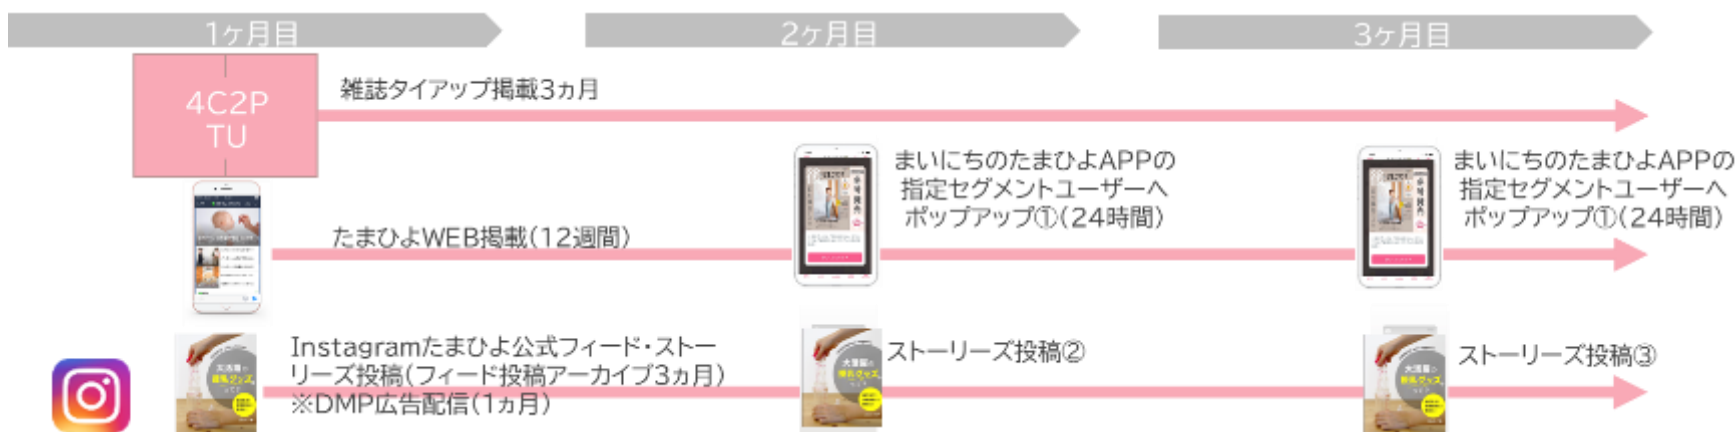 1ヶ月目
2ヶ月目
3ヶ月目
4C2P
TU
雑誌タイアップ掲載3ヵ月
まいにちのたまひよAPPの
指定セグメントユーザーへ
ポップアップ①(24時間)
まいにちのたまひよAPPの
指定セグメントユーザーへ
ポップアップ①(24時間)
たまひよWEB掲載(12週間)
Instagramたまひよ公式フィード・ストー
リーズ投稿(フィード投稿アーカイブ3ヵ月)
※DMP広告配信(1ヵ月)
ストーリーズ投稿②
ストーリーズ投稿③